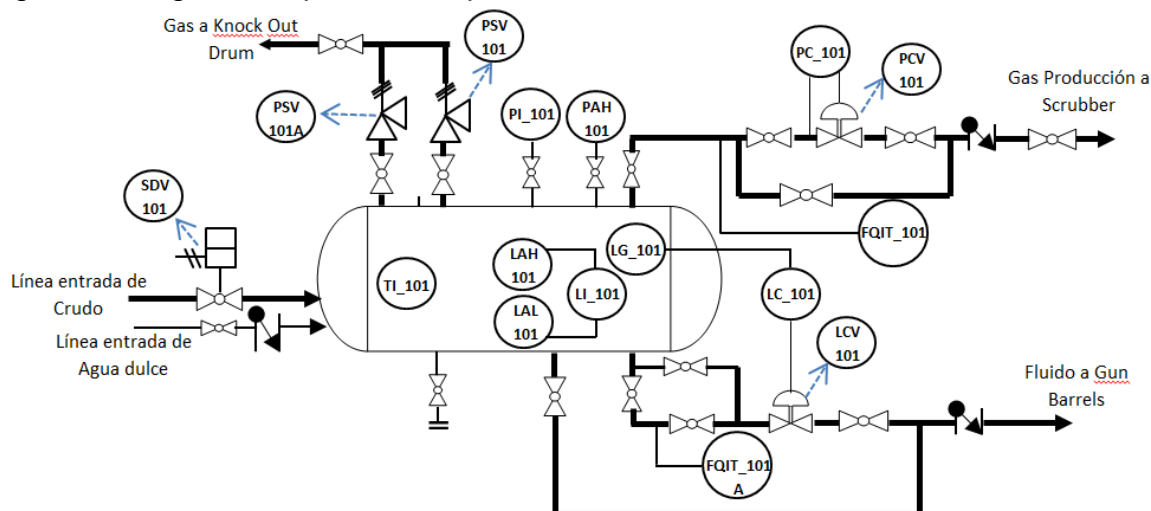 Gas a Knock Out
Drum
PSV
101
PSV
101A
PI_101
PAH
101
PC_101
PCV
101
Gas Producción a
Scrubber
SDV
101
FQIT_101
LAH
101
LG_101
TI_101
LI_101
LC_101
LAL
101
Línea entrada de
Crudo
Línea entrada de
Agua dulce
LCV
101
Fluido a Gun
Barrels
FQIT_101
A